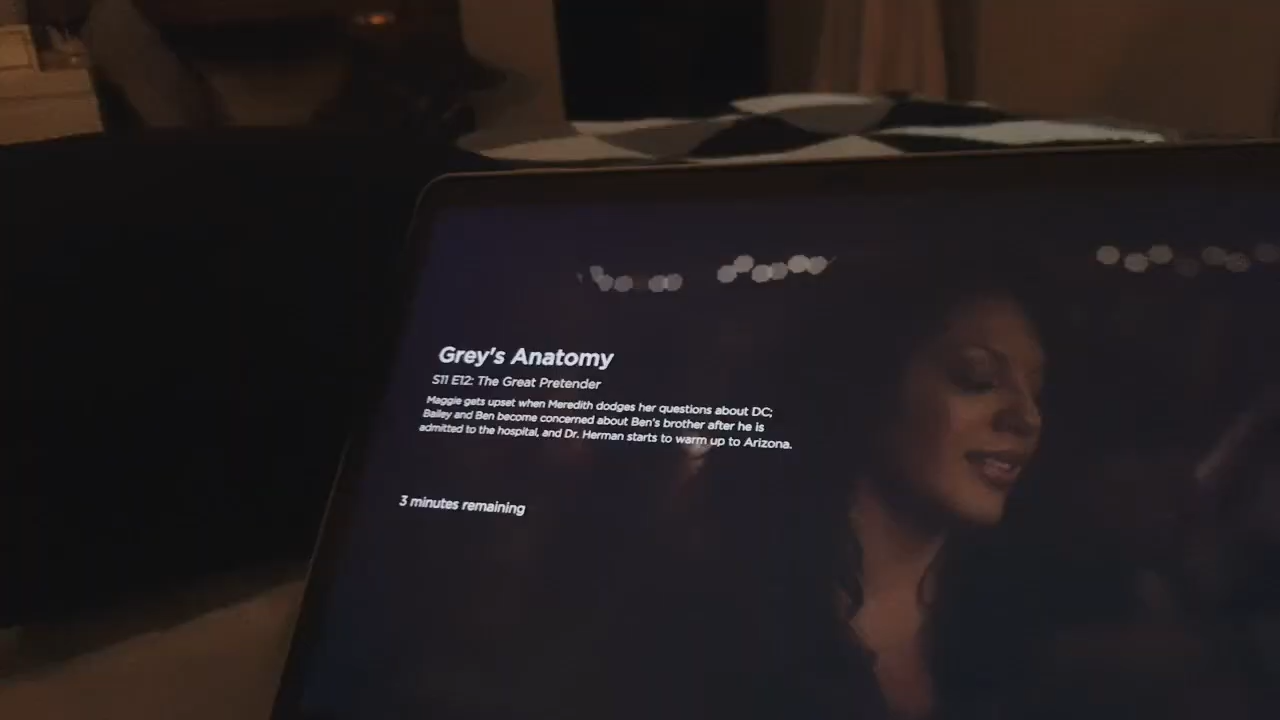 Grey's Anatomy
S11 E12: The Great Pretender
Maggie gets upset when Meredith dodges her questions about DC;
Bailey and Ben become concerned about Ben's brother after he is
admitted to the hospital, and Dr. Herman starts to warm up to Arizona.
3 minutes remaining